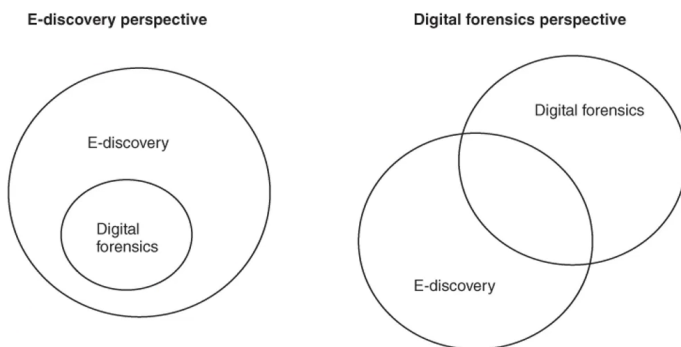 E-discovery perspective
E-discovery
Digital
forensics
Digital forensics perspective
Digital forensics
E-discovery